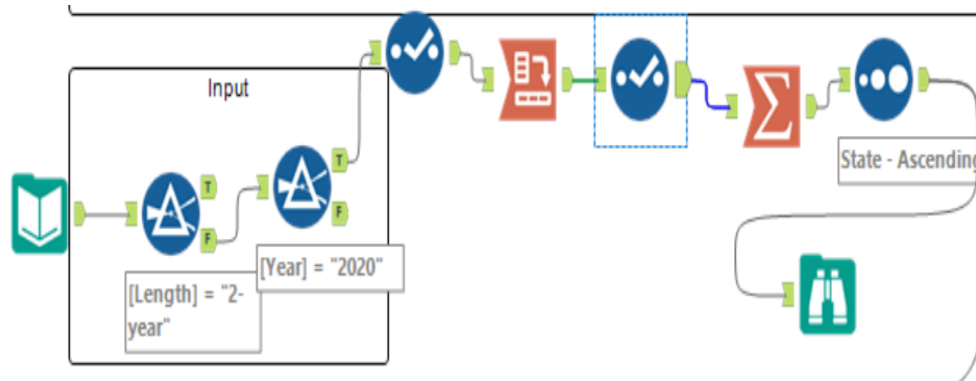 Input
T
F
T
F
[Length] = "2-
year"
[Year] = "2020"
State - Ascending